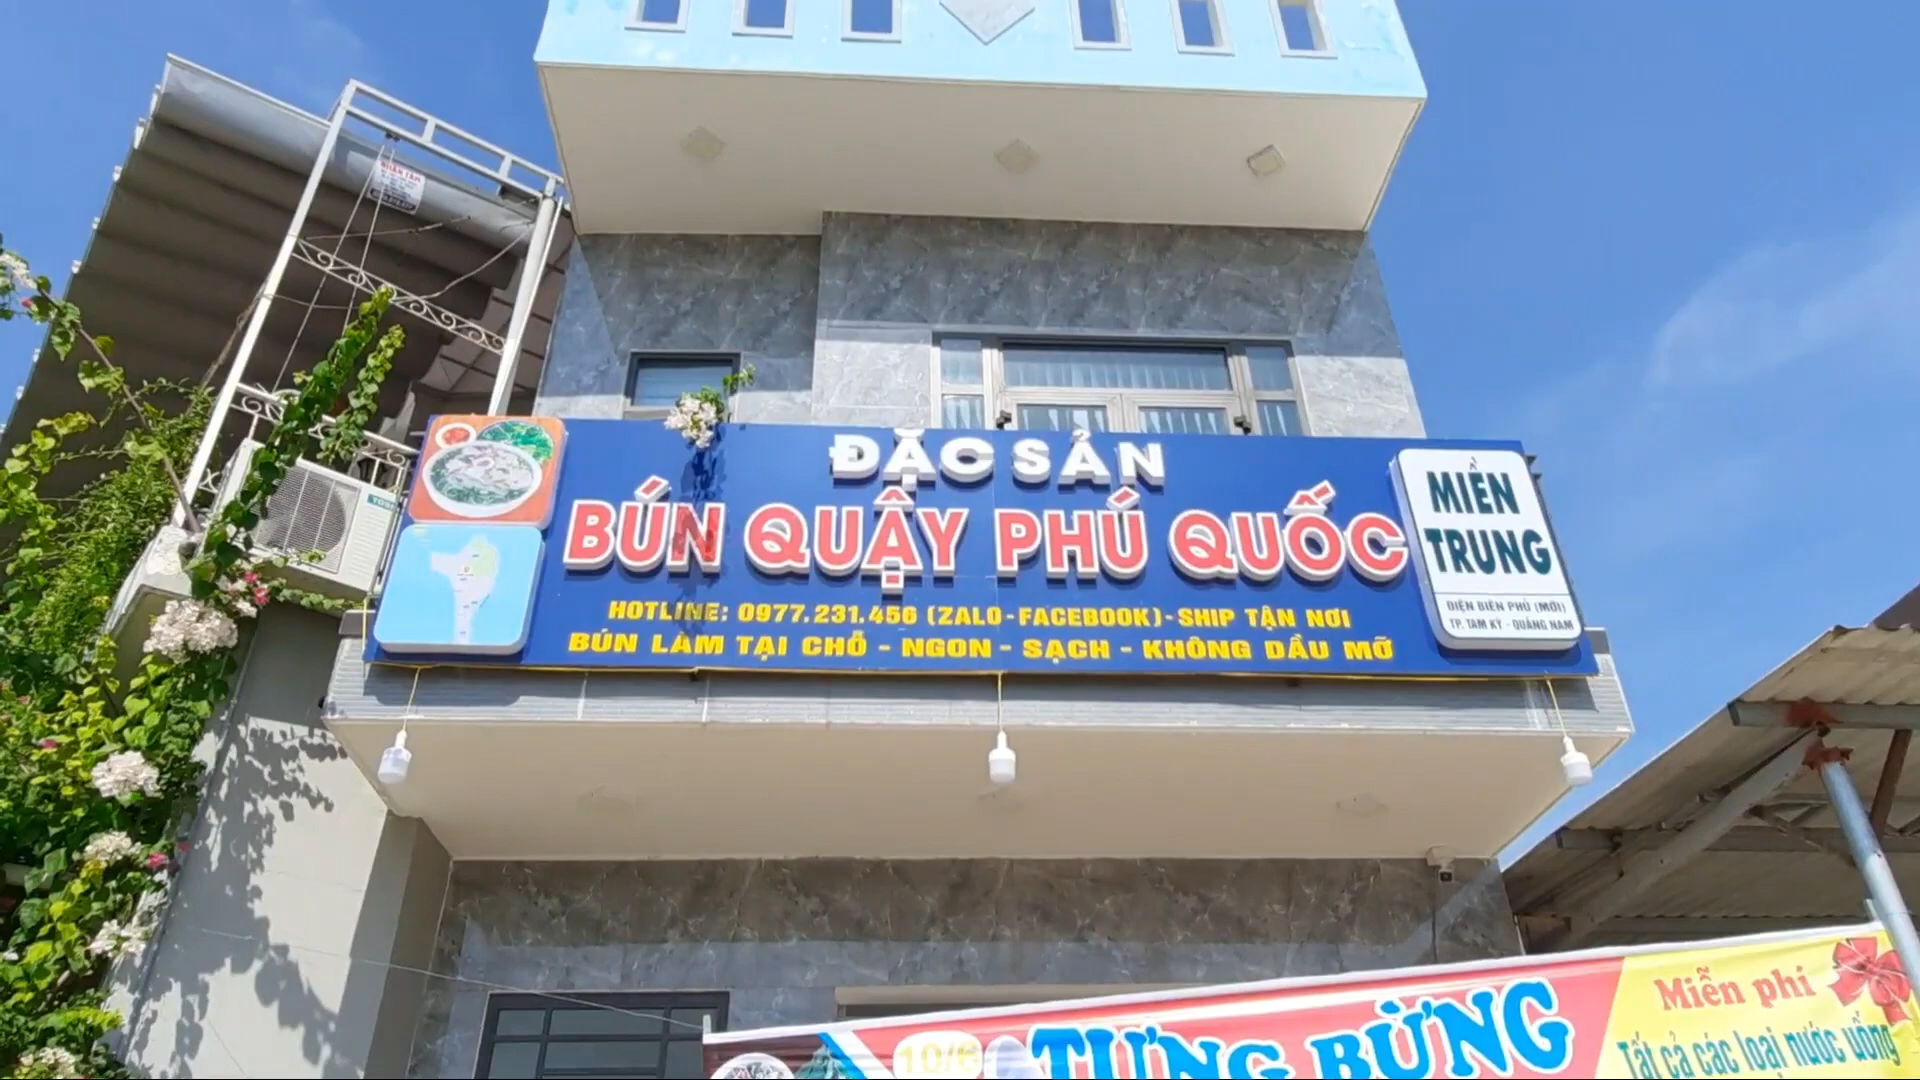 ĐẶC SẢN
BÚN QUẬY PHÚ QUỐC
HOTLINE: 0977.231.456 (ZALO - FACEBOOK) - SHIP TẬN NƠI
BÚN LÀM TẠI CHỖ - NGON - SẠCH - KHÔNG DẦU MỠ
MIỀN
TRUNG
ĐIỆN BIÊN PHỦ (MỚI)
TP. TAM KỲ - QUẢNG NAM
10/6
TƯNG BỪNG
Miễn phí
Tất cả các loại nước uống